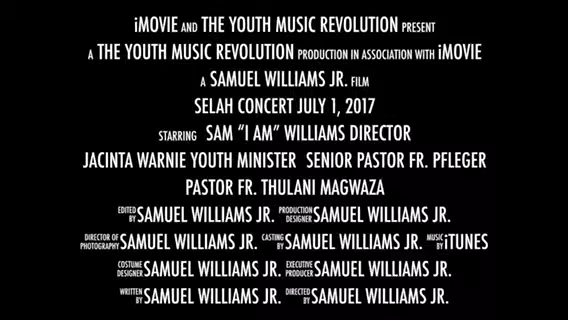 iMOVIE AND THE YOUTH MUSIC REVOLUTION PRESENT
A THE YOUTH MUSIC REVOLUTION PRODUCTION IN ASSOCIATION WITH iMOVIE
A SAMUEL WILLIAMS JR. FILM
SELAH CONCERT JULY 1, 2017
STARRING SAM “I AM” WILLIAMS DIRECTOR
JACINTA WARNIE YOUTH MINISTER SENIOR PASTOR FR. PFLEGER
PASTOR FR. THULANI MAGWAZA
EDITED BY SAMUEL WILLIAMS JR. PRODUCTION DESIGNER SAMUEL WILLIAMS JR.
DIRECTOR OF PHOTOGRAPHY SAMUEL WILLIAMS JR. CASTING BY SAMUEL WILLIAMS JR. MUSIC BY iTUNES
COSTUME DESIGNER SAMUEL WILLIAMS JR. EXECUTIVE PRODUCER SAMUEL WILLIAMS JR.
WRITTEN BY SAMUEL WILLIAMS JR. DIRECTED BY SAMUEL WILLIAMS JR.